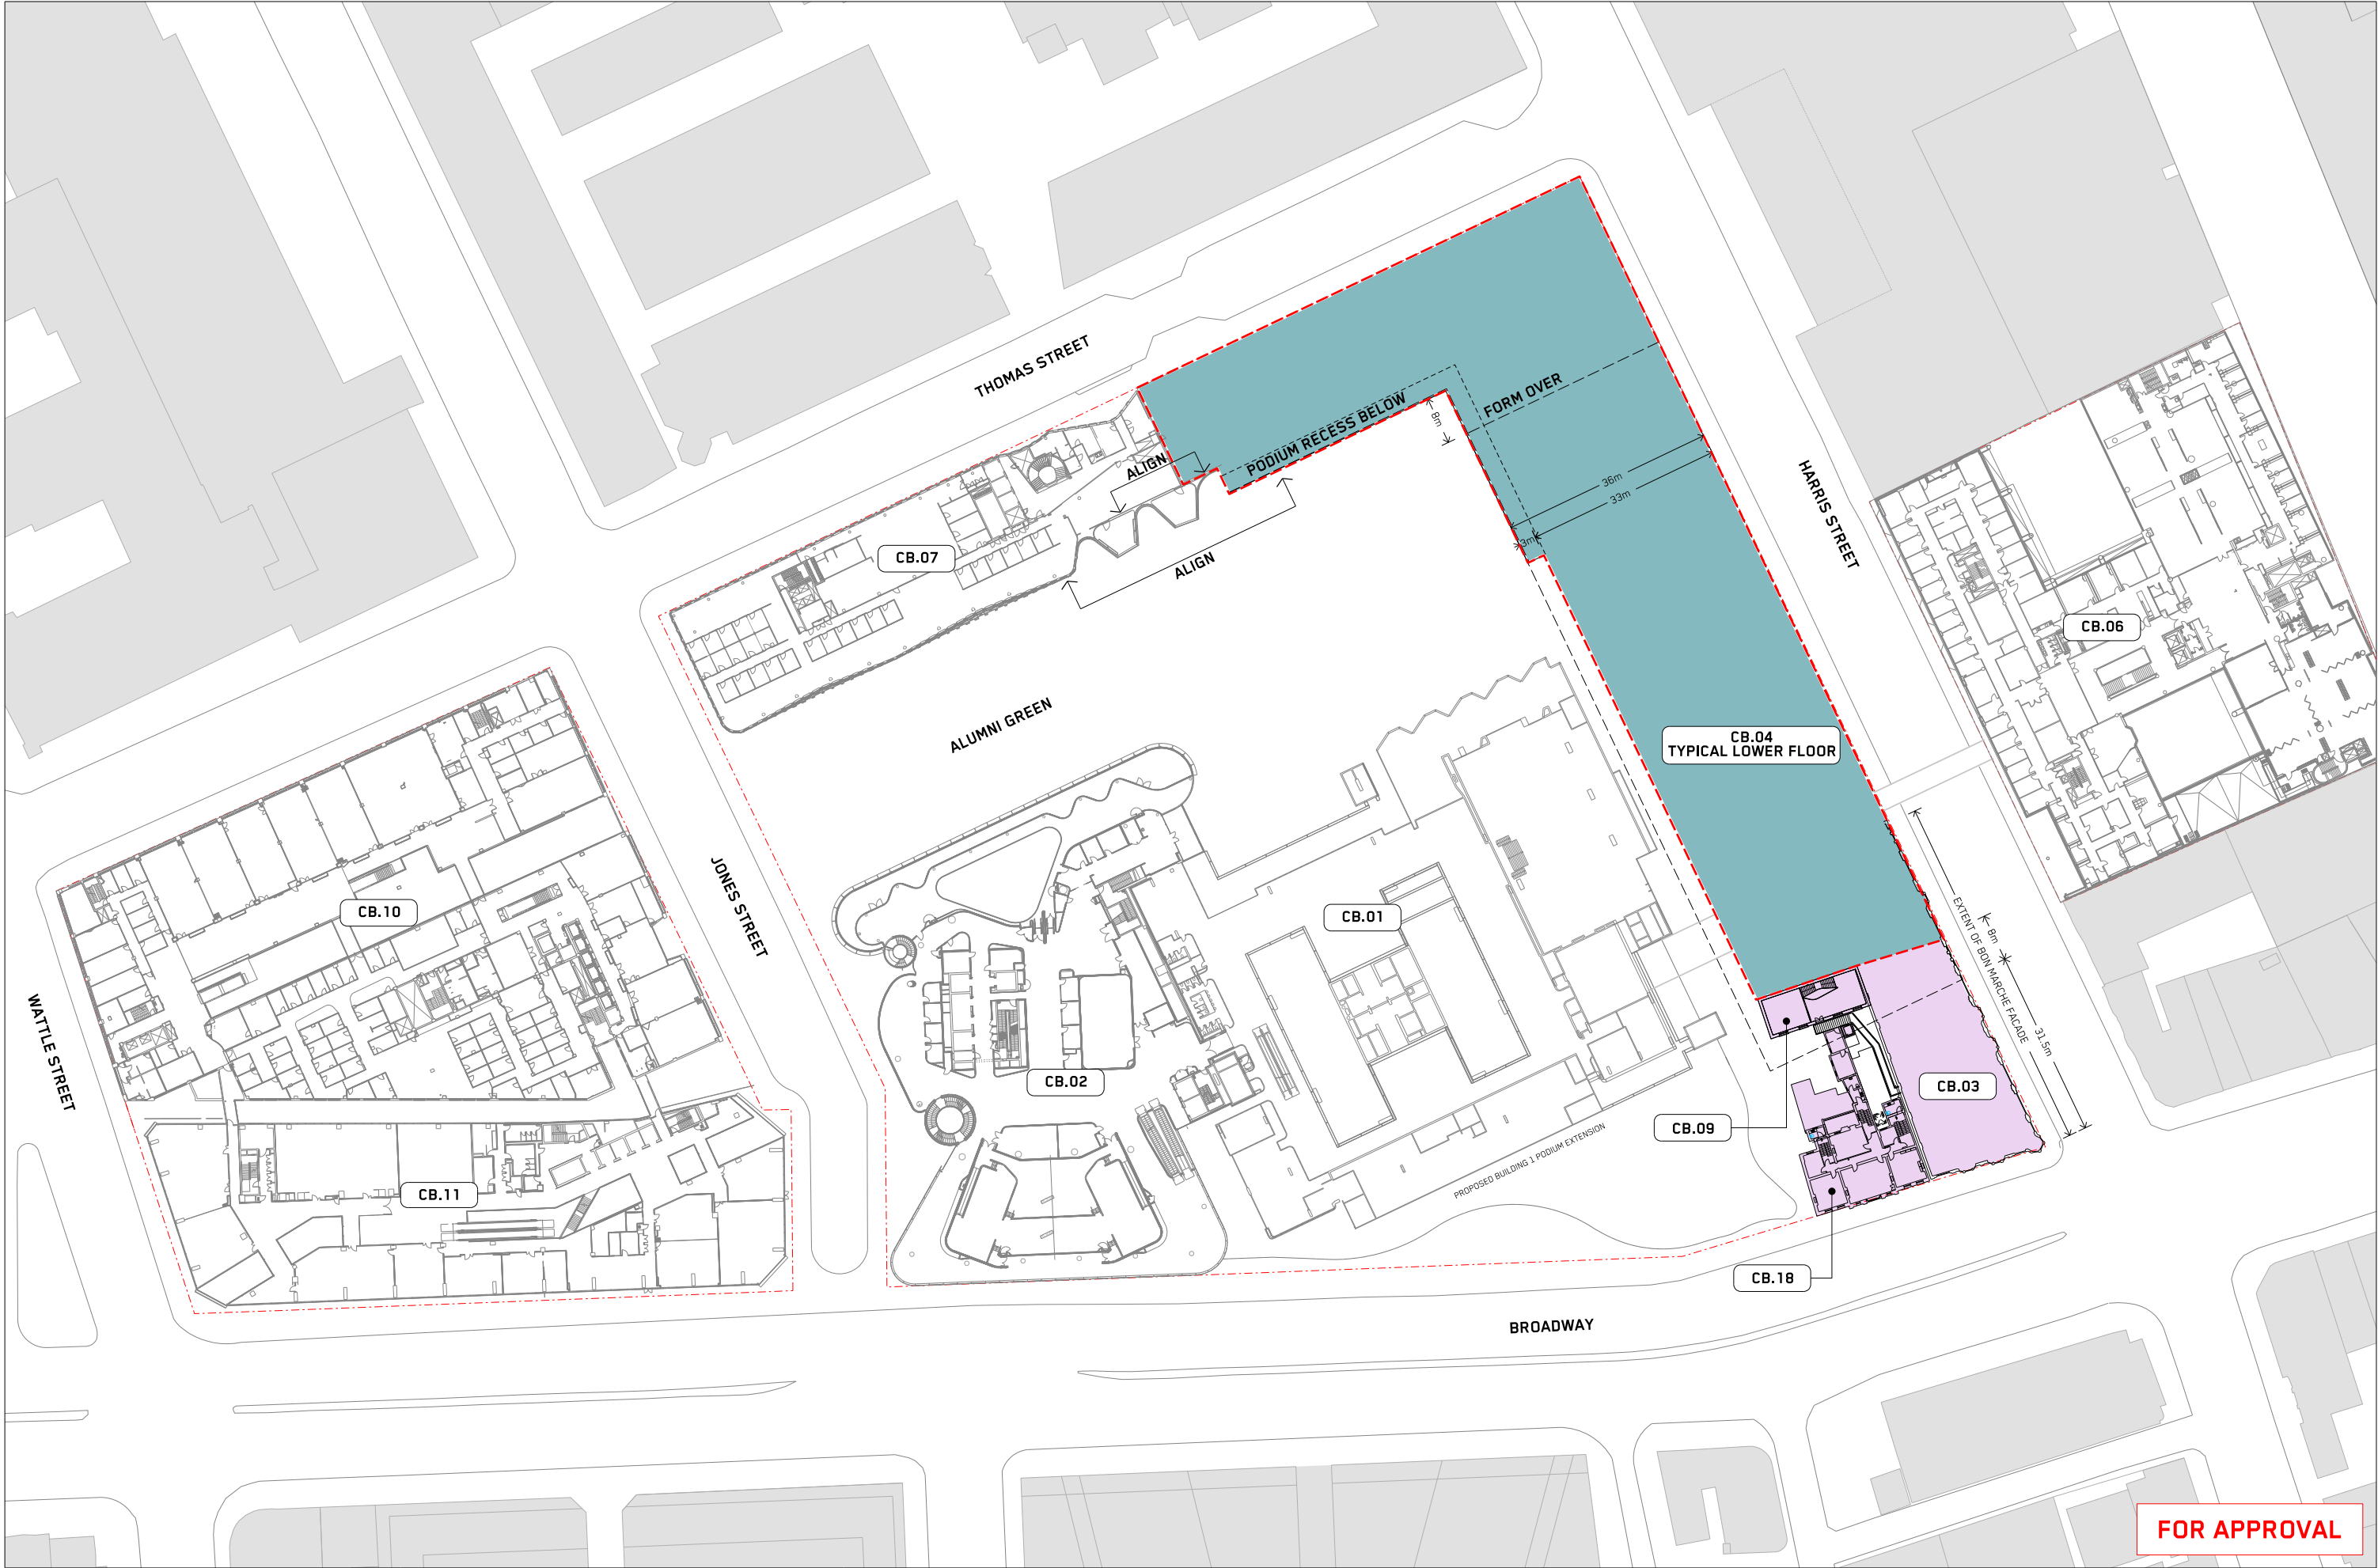 THOMAS STREET
FORM OVER
PODIUM RECESS BELOW
8m
ALIGN
36m
33m
HARRIS STREET
3m
CB.07
ALIGN
CB.06
ALUMNI GREEN
CB.04
TYPICAL LOWER FLOOR
JONES STREET
CB.10
CB.01
EXTENT OF BON MARCHE FACADE
8m
WATTLE STREET
31.5m
CB.02
CB.03
CB.09
PROPOSED BUILDING 1 PODIUM EXTENSION
CB.11
CB.18
BROADWAY
FOR APPROVAL